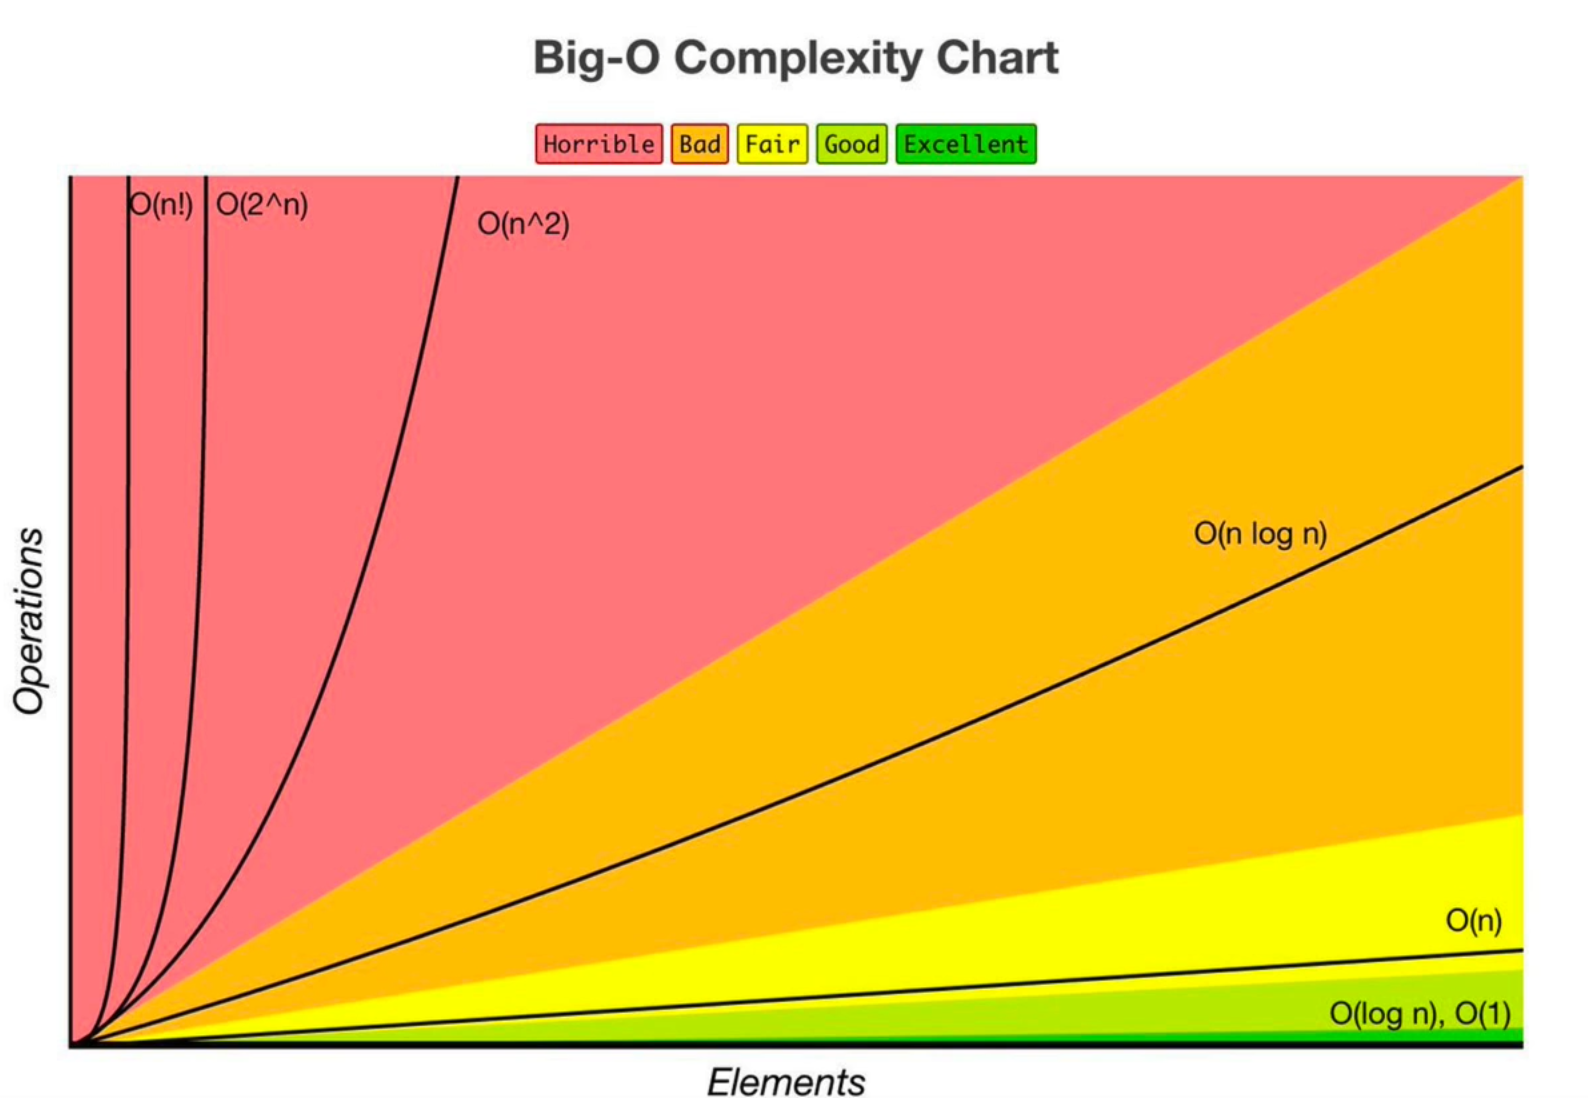 Big-O Complexity Chart
Horrible Bad Fair Good Excellent
O(n!) O(2^n)
O(n^2)
O(n log n)
Operations
O(n)
O(log n), O(1)
Elements